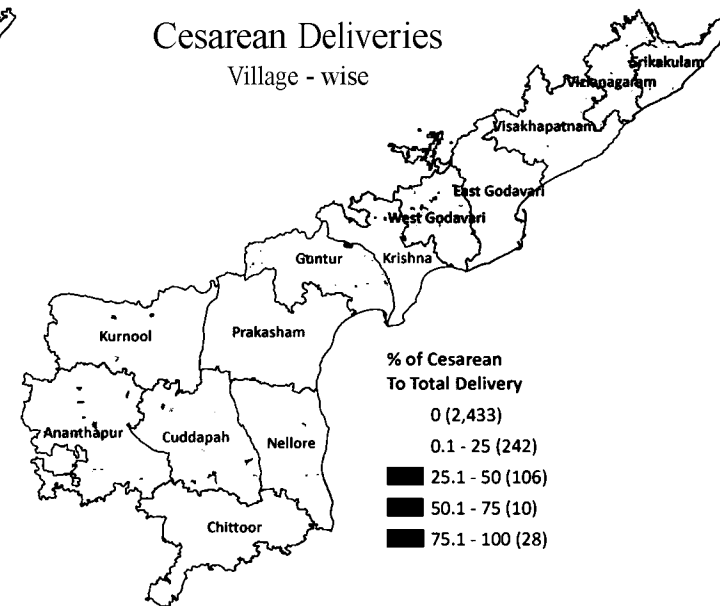 Cesarean Deliveries
Village - wise
Srikakulam
Vizianagaram
Visakhapatnam
East Godavari
West Godavari
Guntur
Krishna
Kurnool
Prakasham
% of Cesarean
To Total Delivery
0 (2,433)
0.1 - 25 (242)
25.1 - 50 (106)
50.1 - 75 (10)
75.1 - 100 (28)
Ananthapur
Cuddapah
Nellore
Chittoor